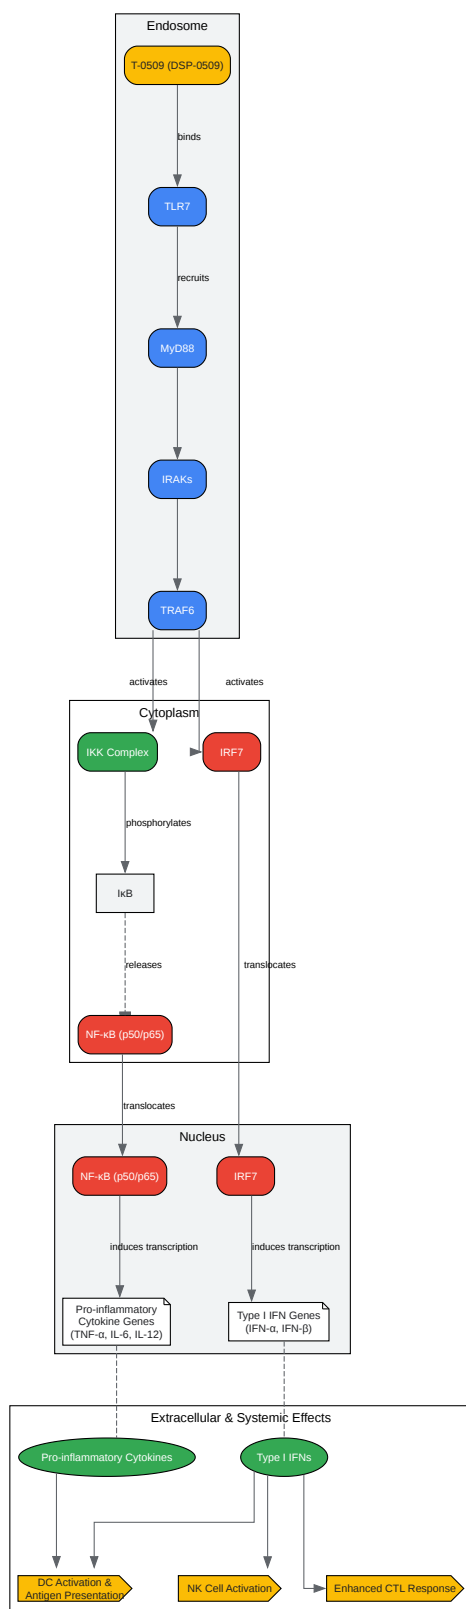 Endosome
T-0509 (DSP-0509)
binds
TLR7
recruits
MyD88
IRAKs
TRAF6
activates
activates
Cytoplasm
IKK Complex
IRF7
phosphorylates
IκB
releases
translocates
NF-κB (p50/p65)
translocates
Nucleus
NF-κB (p50/p65)
IRF7
induces transcription
induces transcription
Pro-inflammatory
Cytokine Genes
(TNF-α, IL-6, IL-12)
Type I IFN Genes
(IFN-α, IFN-β)
Extracellular & Systemic Effects
Pro-inflammatory Cytokines
Type I IFNs
DC Activation &
Antigen Presentation
NK Cell Activation
Enhanced CTL Response